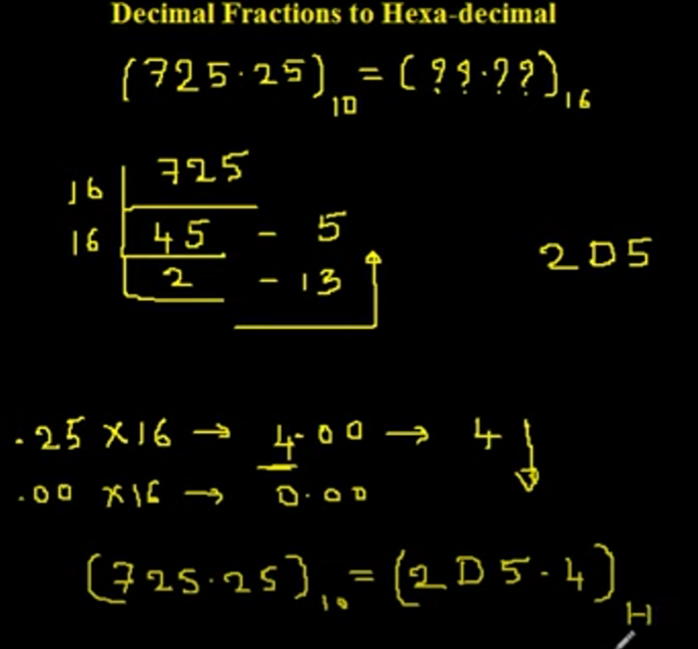 Decimal Fractions to Hexa-decimal
(725.25)10 = (??.??)16
16 725
16 45 - 5
2 - 13
2D5
.25 x16 → 4.00 → 4
.00 x16 → 0.00
(725.25)10 = (2D5.4)H